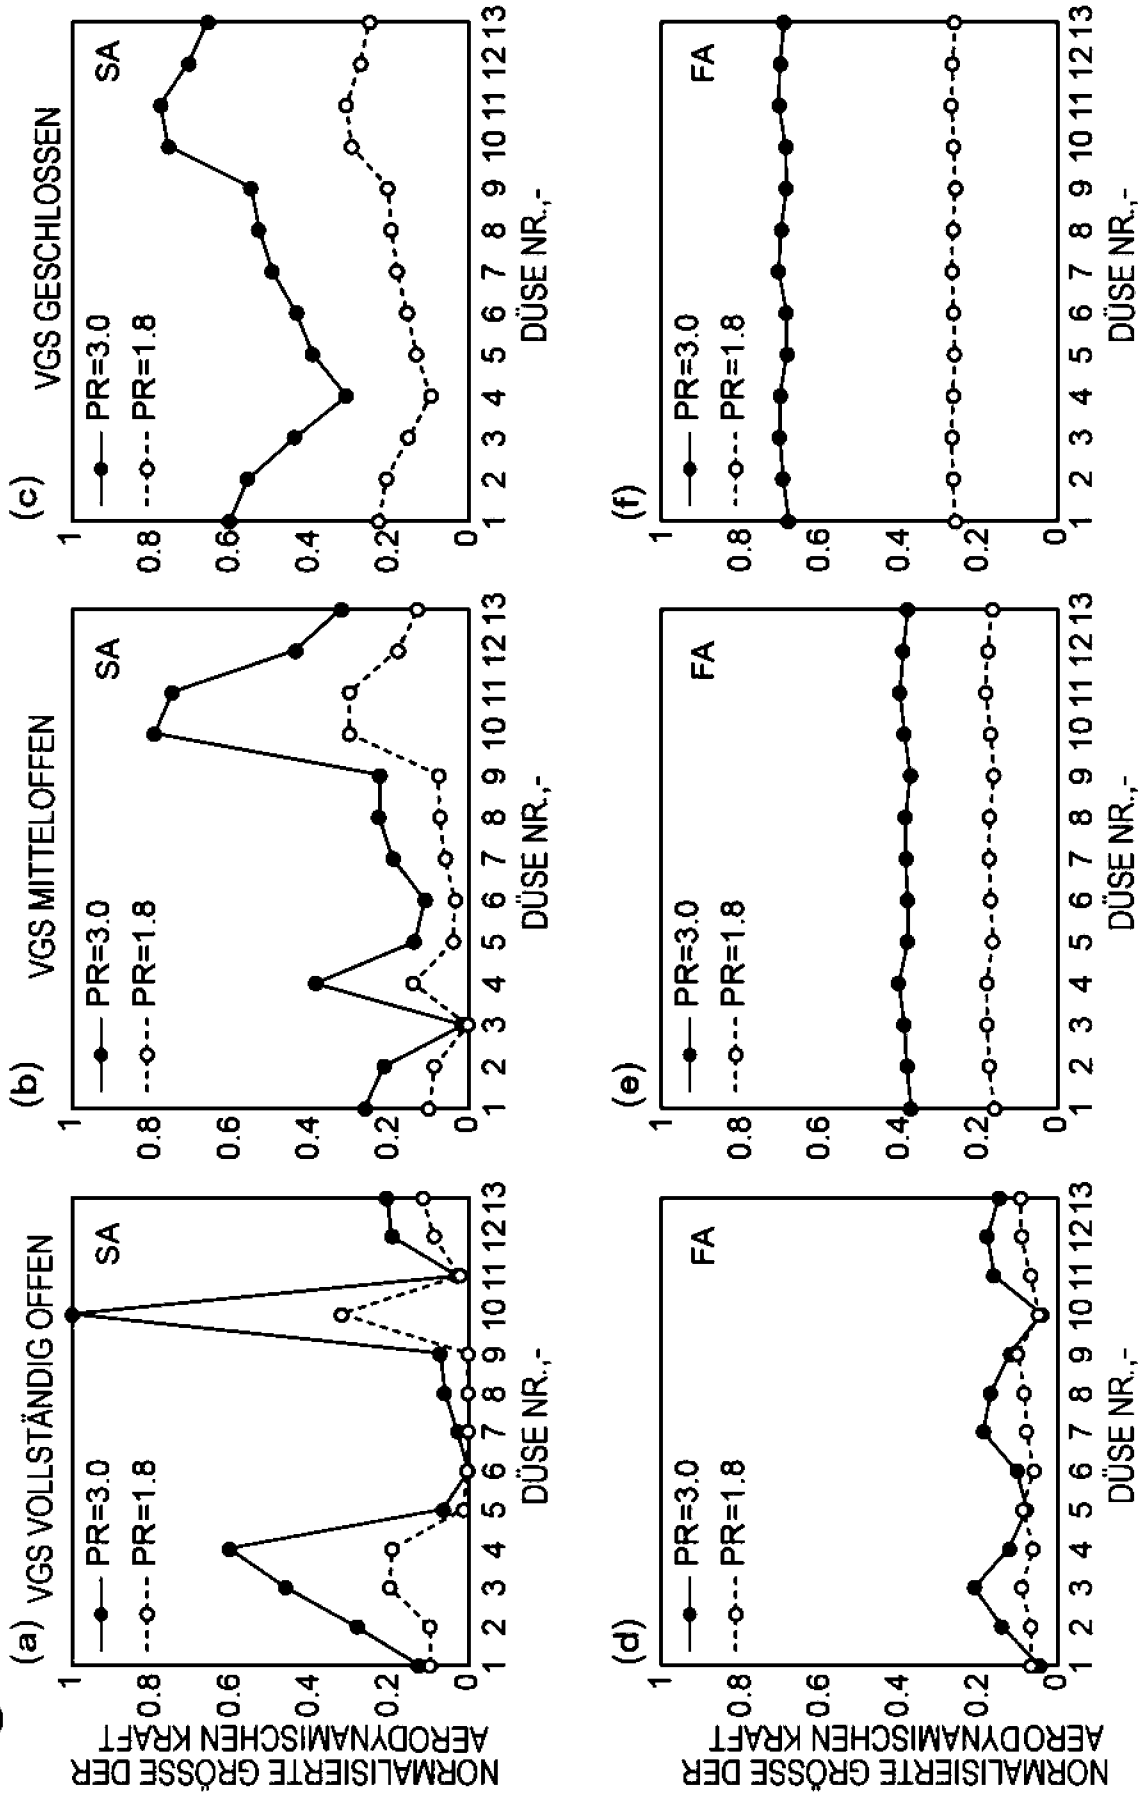 (a) VGS VOLLSTÄNDIG OFFEN
NORMALISIERTE GRÖSSE DER
AERODYNAMISCHEN KRAFT
1
0.8
0.6
0.4
0.2
0
PR=3.0
PR=1.8
SA
1 2 3 4 5 6 7 8 9 10 11 12 13
DÜSE NR.,-
(b) VGS MITTELOFFEN
1
0.8
0.6
0.4
0.2
0
PR=3.0
PR=1.8
SA
1 2 3 4 5 6 7 8 9 10 11 12 13
DÜSE NR.,-
(c) VGS GESCHLOSSEN
1
0.8
0.6
0.4
0.2
0
PR=3.0
PR=1.8
SA
1 2 3 4 5 6 7 8 9 10 11 12 13
DÜSE NR.,-
(d)
NORMALISIERTE GRÖSSE DER
AERODYNAMISCHEN KRAFT
1
0.8
0.6
0.4
0.2
0
PR=3.0
PR=1.8
FA
1 2 3 4 5 6 7 8 9 10 11 12 13
DÜSE NR.,-
(e)
1
0.8
0.6
0.4
0.2
0
PR=3.0
PR=1.8
FA
1 2 3 4 5 6 7 8 9 10 11 12 13
DÜSE NR.,-
(f)
1
0.8
0.6
0.4
0.2
0
PR=3.0
PR=1.8
FA
1 2 3 4 5 6 7 8 9 10 11 12 13
DÜSE NR.,-